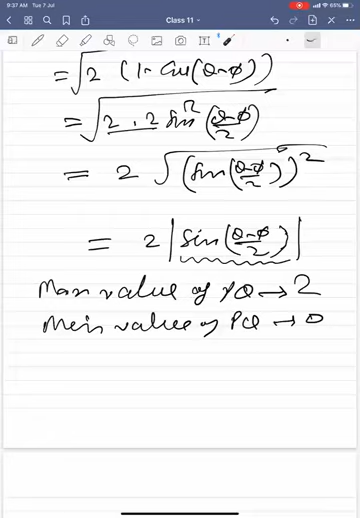 9:37 AM Tue 7 Jul
65%
Class 11
= √2 (1 - Cos(θ-φ))
= √2 . 2 sin² (θ-φ/2)
= 2 √(sin(θ-φ/2))²
= 2 |sin(θ-φ/2)|
Max value of PQ → 2
Min value of PQ → 0